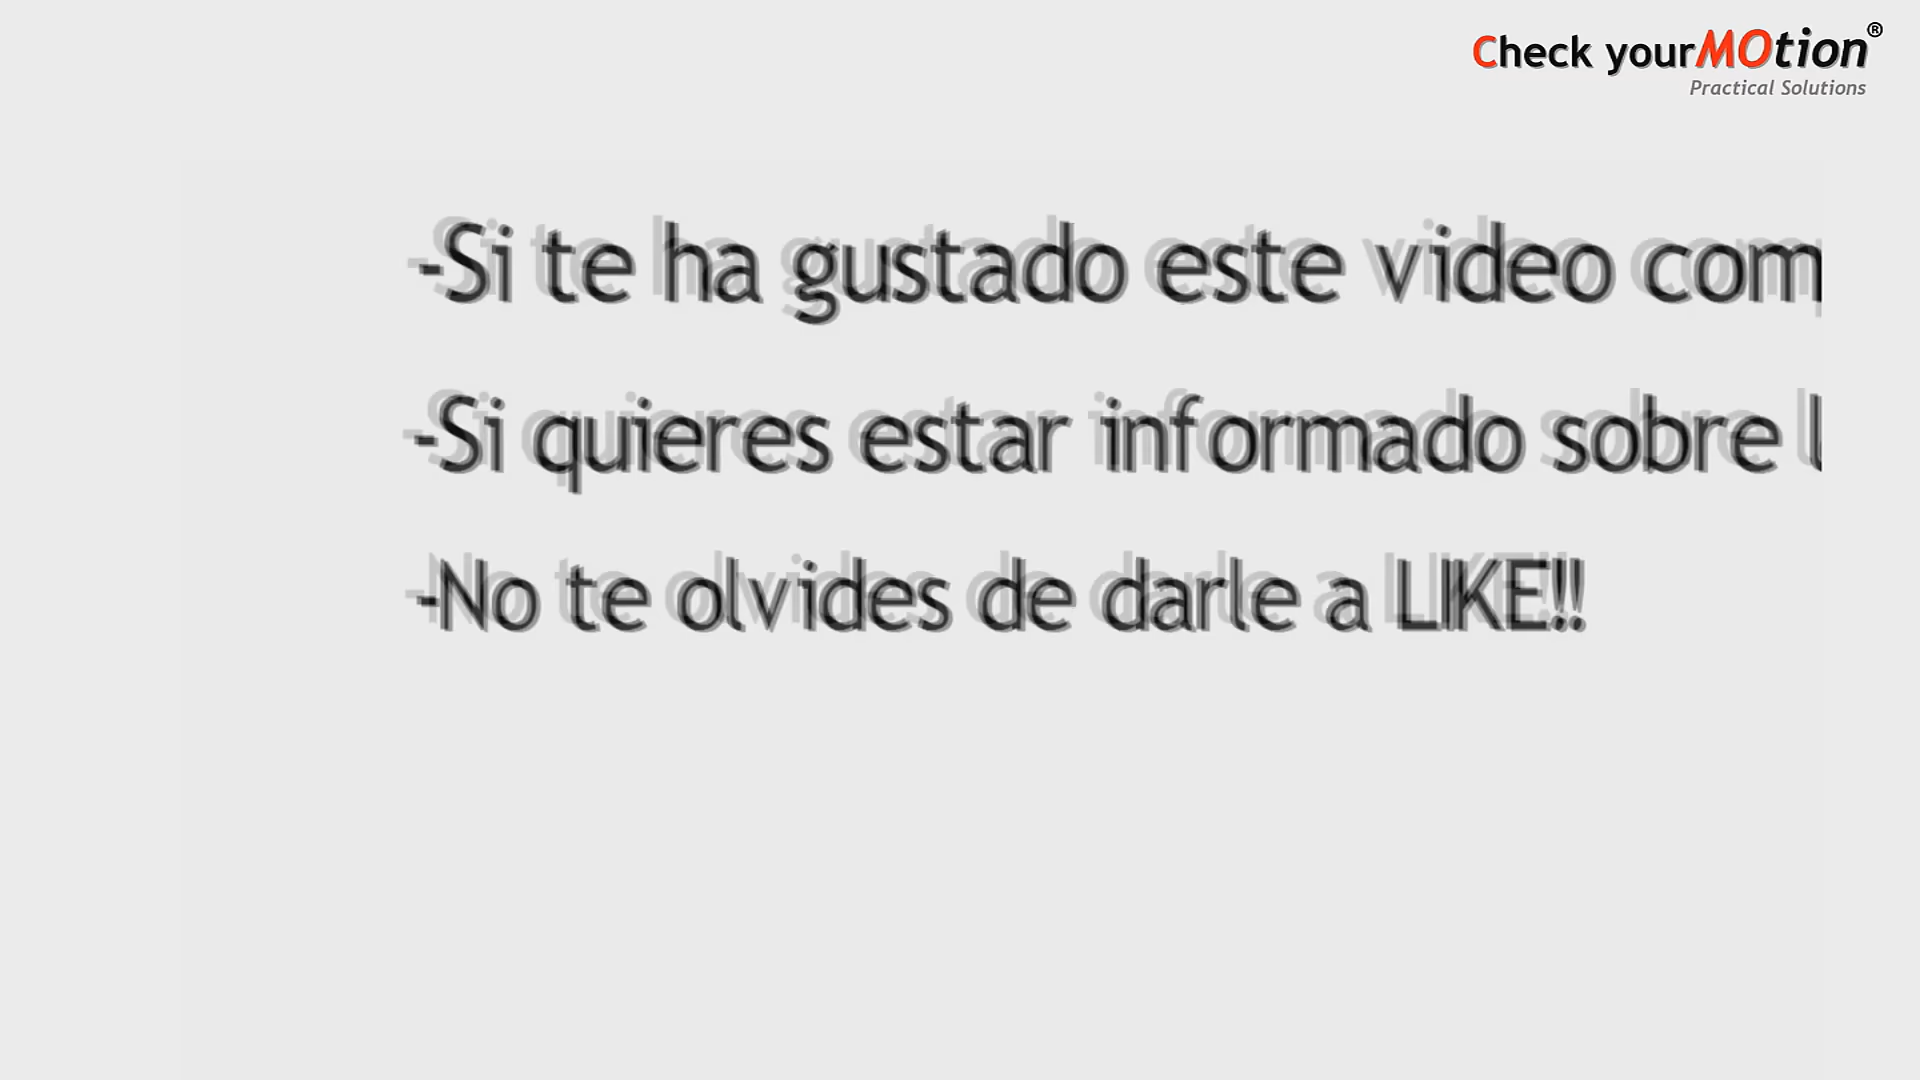 Check yourMOtion®
Practical Solutions
-Si te ha gustado este video com
-Si quieres estar informado sobre l
-No te olvides de darle a LIKE!!